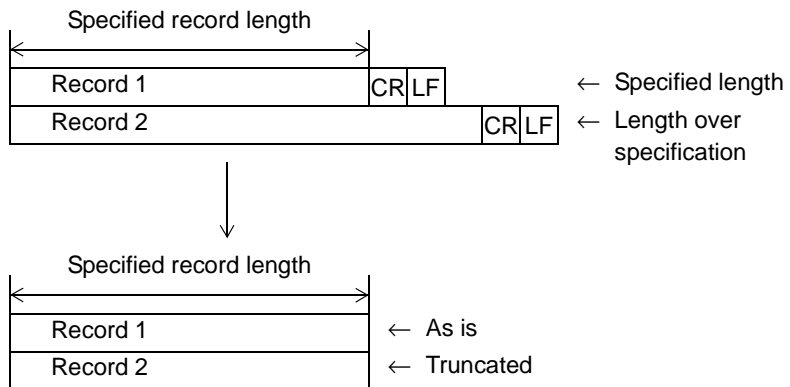 Specified record length
Record 1 CR LF ← Specified length
Record 2 CR LF ← Length over
specification
Specified record length
Record 1 ← As is
Record 2 ← Truncated